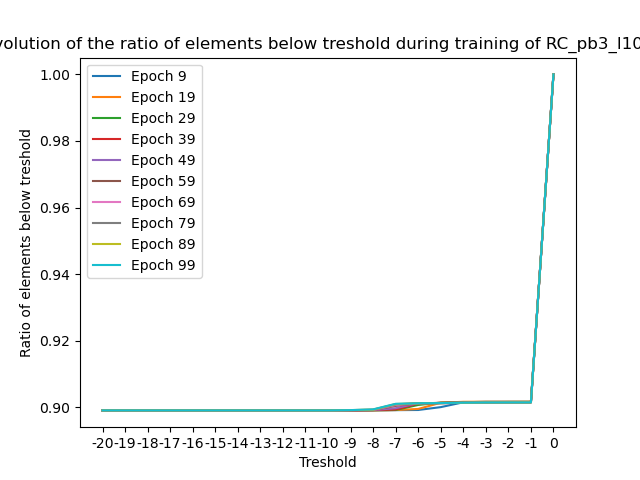 volution of the ratio of elements below treshold during training of RC_pb3_l10
1.00
0.98
0.96
0.94
0.92
0.90
Ratio of elements below treshold
Epoch 9
Epoch 19
Epoch 29
Epoch 39
Epoch 49
Epoch 59
Epoch 69
Epoch 79
Epoch 89
Epoch 99
-20 -19 -18 -17 -16 -15 -14 -13 -12 -11 -10 -9 -8 -7 -6 -5 -4 -3 -2 -1 0
Treshold